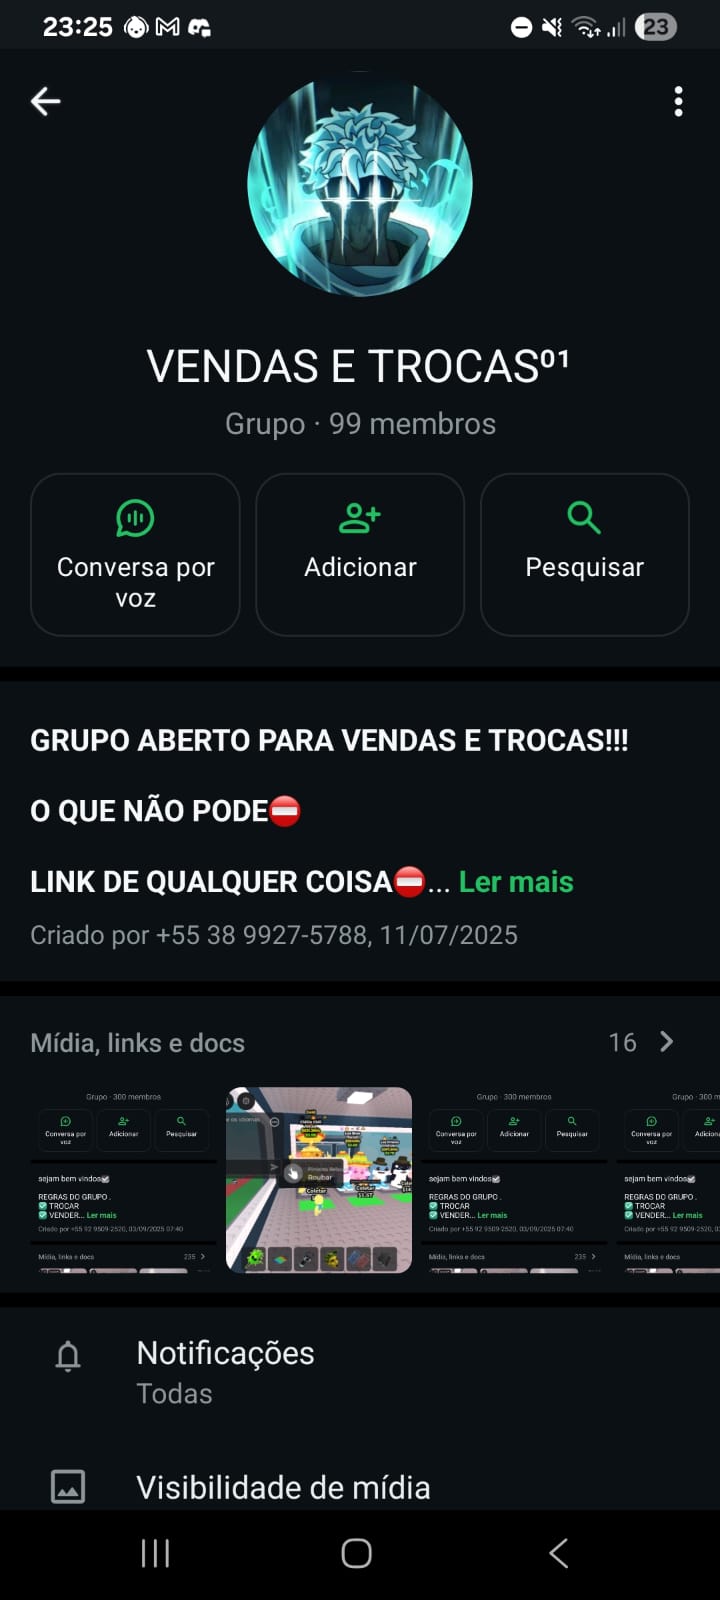 23:25
23
VENDAS E TROCAS⁰¹
Grupo · 99 membros
Conversa por
voz
Adicionar
Pesquisar
GRUPO ABERTO PARA VENDAS E TROCAS!!!
O QUE NÃO PODE⛔
LINK DE QUALQUER COISA⛔... Ler mais
Criado por +55 38 9927-5788, 11/07/2025
Mídia, links e docs
16
Grupo · 300 membros
Conversa por
voz
Adicionar
Pesquisar
sejam bem vindos
REGRAS DO GRUPO .
✅ TROCAR
✅ VENDER... Ler mais
Criado por +55 92 9509-2520, 03/09/2025 07:40
Mídia, links e docs
235
Roubar
Coletar
Grupo · 300 membros
Conversa por
voz
Adicionar
Pesquisar
sejam bem vindos
REGRAS DO GRUPO .
✅ TROCAR
✅ VENDER... Ler mais
Criado por +55 92 9509-2520, 03/09/2025 07:40
Mídia, links e docs
235
Grupo · 300 m
Conversa por
voz
Adicion
sejam bem vindos
REGRAS DO GRUPO .
✅ TROCAR
✅ VENDER... Ler mais
Criado por +55 92 9509-2520, 03
Mídia, links e docs
Notificações
Todas
Visibilidade de mídia